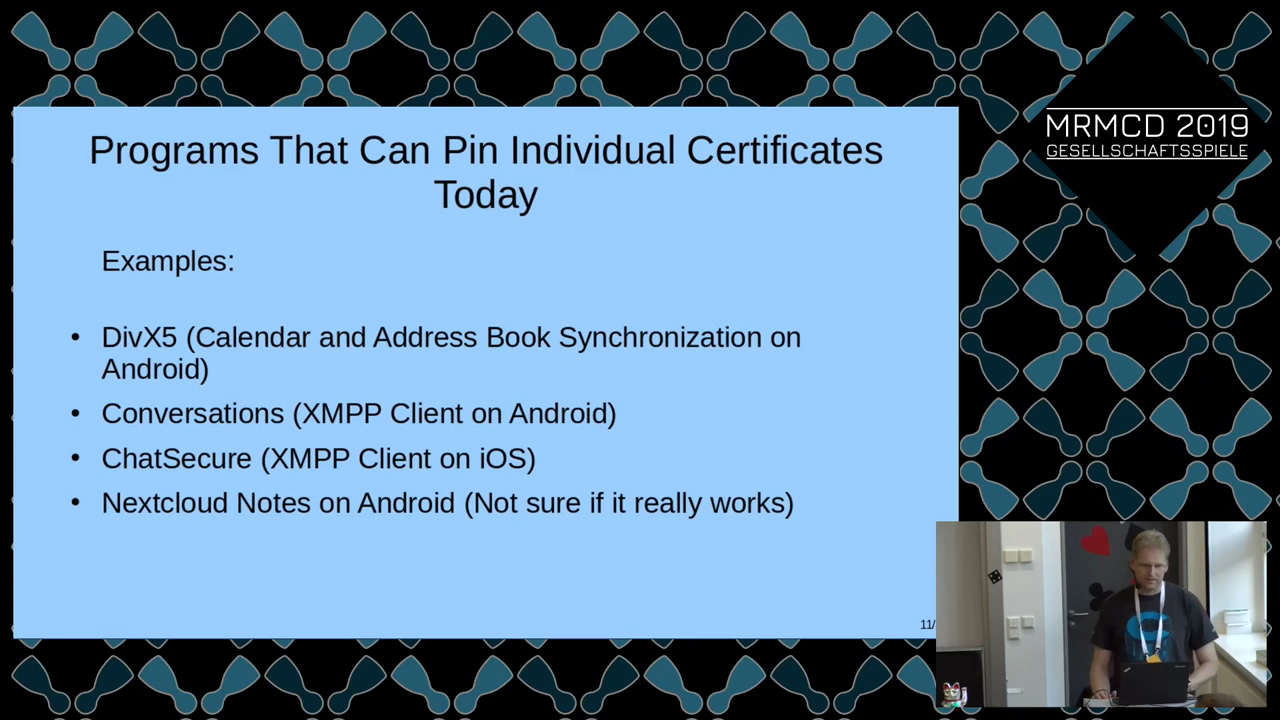 Programs That Can Pin Individual Certificates
Today
Examples:
• DivX5 (Calendar and Address Book Synchronization on
Android)
• Conversations (XMPP Client on Android)
• ChatSecure (XMPP Client on iOS)
• Nextcloud Notes on Android (Not sure if it really works)
11/
MRMCD 2019
GESELLSCHAFTSSPIELE